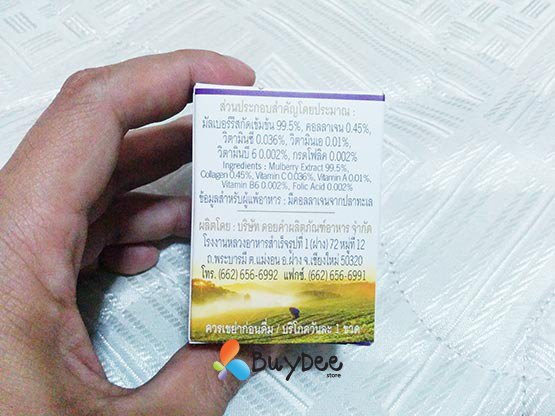 ส่วนประกอบสำคัญโดยประมาณ :
มัลเบอร์รีสกัดเข้มข้น 99.5%, คอลลาเจน 0.45%,
วิตามินซี 0.036%, วิตามินเอ 0.01%,
วิตามินบี 6 0.002%, กรดโฟลิค 0.002%
Ingredients : Mulberry Extract 99.5%,
Collagen 0.45%, Vitamin C 0.036%, Vitamin A 0.01%,
Vitamin B6 0.002%, Folic Acid 0.002%
ข้อมูลสำหรับผู้แพ้อาหาร : มีคอลลาเจนจากปลาทะเล
ผลิตโดย : บริษัท ดอยคำผลิตภัณฑ์อาหาร จำกัด
โรงงานหลวงอาหารสำเร็จรูปที่ 1 (ฝาง) 72 หมู่ที่ 12
ถ.พระบารมี ต.แม่งอน อ.ฝาง จ.เชียงใหม่ 50320
โทร. (662) 656-6992 แฟกซ์. (662) 656-6991
ควรเขย่าก่อนดื่ม / บริโภควันละ 1 ขวด
BuyDee
store